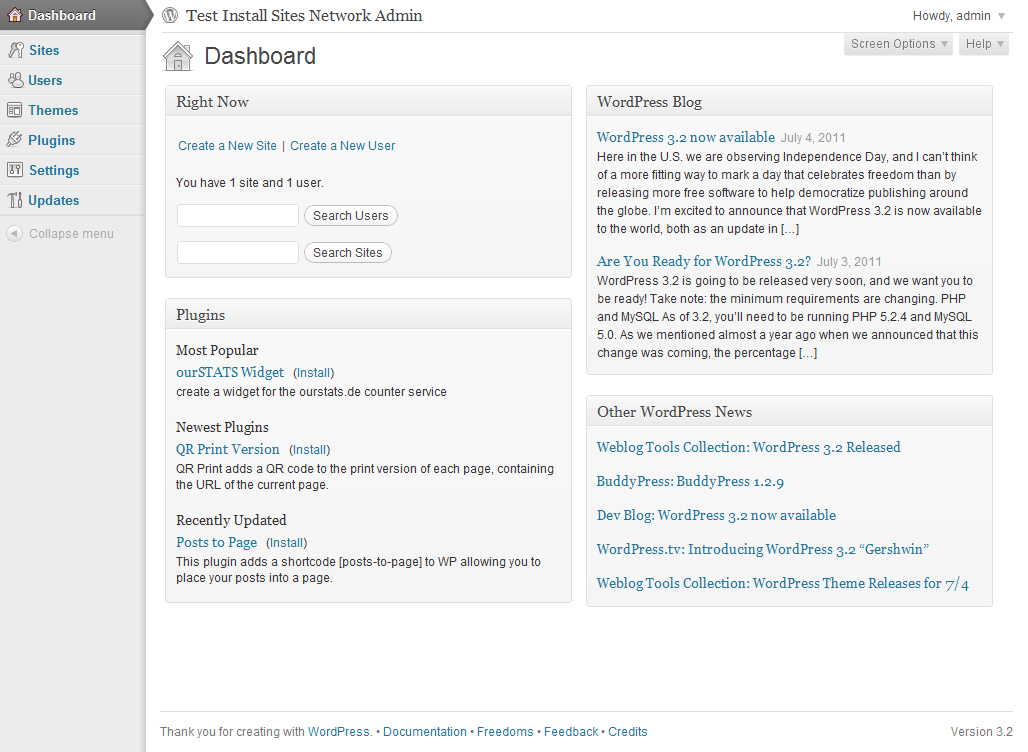 Dashboard
Sites
Users
Themes
Plugins
Settings
Updates
Collapse menu
Test Install Sites Network Admin
Howdy, admin
Screen Options
Help
Dashboard
Right Now
Create a New Site | Create a New User
You have 1 site and 1 user.
Search Users
Search Sites
Plugins
Most Popular
ourSTATS Widget (Install)
create a widget for the ourstats.de counter service
Newest Plugins
QR Print Version (Install)
QR Print adds a QR code to the print version of each page, containing
the URL of the current page.
Recently Updated
Posts to Page (Install)
This plugin adds a shortcode [posts-to-page] to WP allowing you to
place your posts into a page.
WordPress Blog
WordPress 3.2 now available July 4, 2011
Here in the U.S. we are observing Independence Day, and I can’t think
of a more fitting way to mark a day that celebrates freedom than by
releasing more free software to help democratize publishing around
the globe. I’m excited to announce that WordPress 3.2 is now available
to the world, both as an update in [...]
Are You Ready for WordPress 3.2? July 3, 2011
WordPress 3.2 is going to be released very soon, and we want you to
be ready! Take note: the minimum requirements are changing. PHP
and MySQL As of 3.2, you’ll need to be running PHP 5.2.4 and MySQL
5.0. As we mentioned almost a year ago when we announced that this
change was coming, the percentage [...]
Other WordPress News
Weblog Tools Collection: WordPress 3.2 Released
BuddyPress: BuddyPress 1.2.9
Dev Blog: WordPress 3.2 now available
WordPress.tv: Introducing WordPress 3.2 “Gershwin”
Weblog Tools Collection: WordPress Theme Releases for 7/4
Thank you for creating with WordPress. • Documentation • Freedoms • Feedback • Credits
Version 3.2